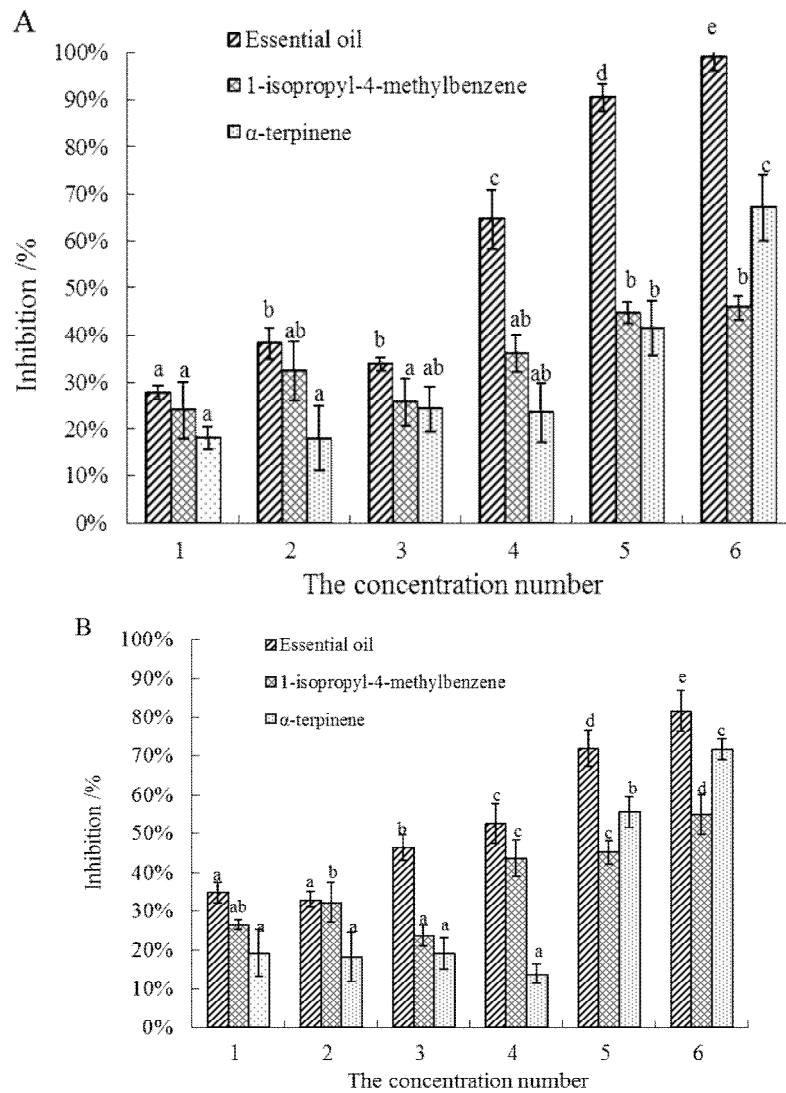 A
Essential oil
1-isopropyl-4-methylbenzene
α-terpinene
Inhibition /%
100%
90%
80%
70%
60%
50%
40%
30%
20%
10%
0%
a a a
b ab a
b a ab
c ab ab
d b b
e b c
1 2 3 4 5 6
The concentration number
B
Essential oil
1-isopropyl-4-methylbenzene
α-terpinene
Inhibition /%
100%
90%
80%
70%
60%
50%
40%
30%
20%
10%
0%
a ab a
a b a
b a a
c c a
d c b
e d c
1 2 3 4 5 6
The concentration number